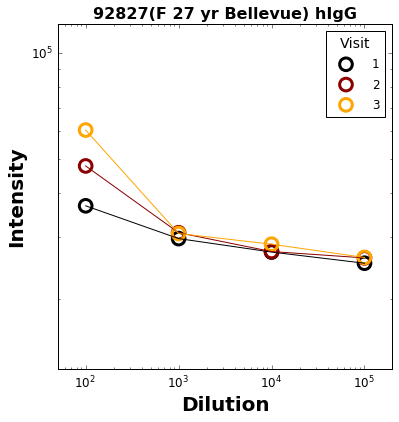 92827(F 27 yr Bellevue) hIgG
Visit
1
2
3
10^5
Intensity
10^2 10^3 10^4 10^5
Dilution